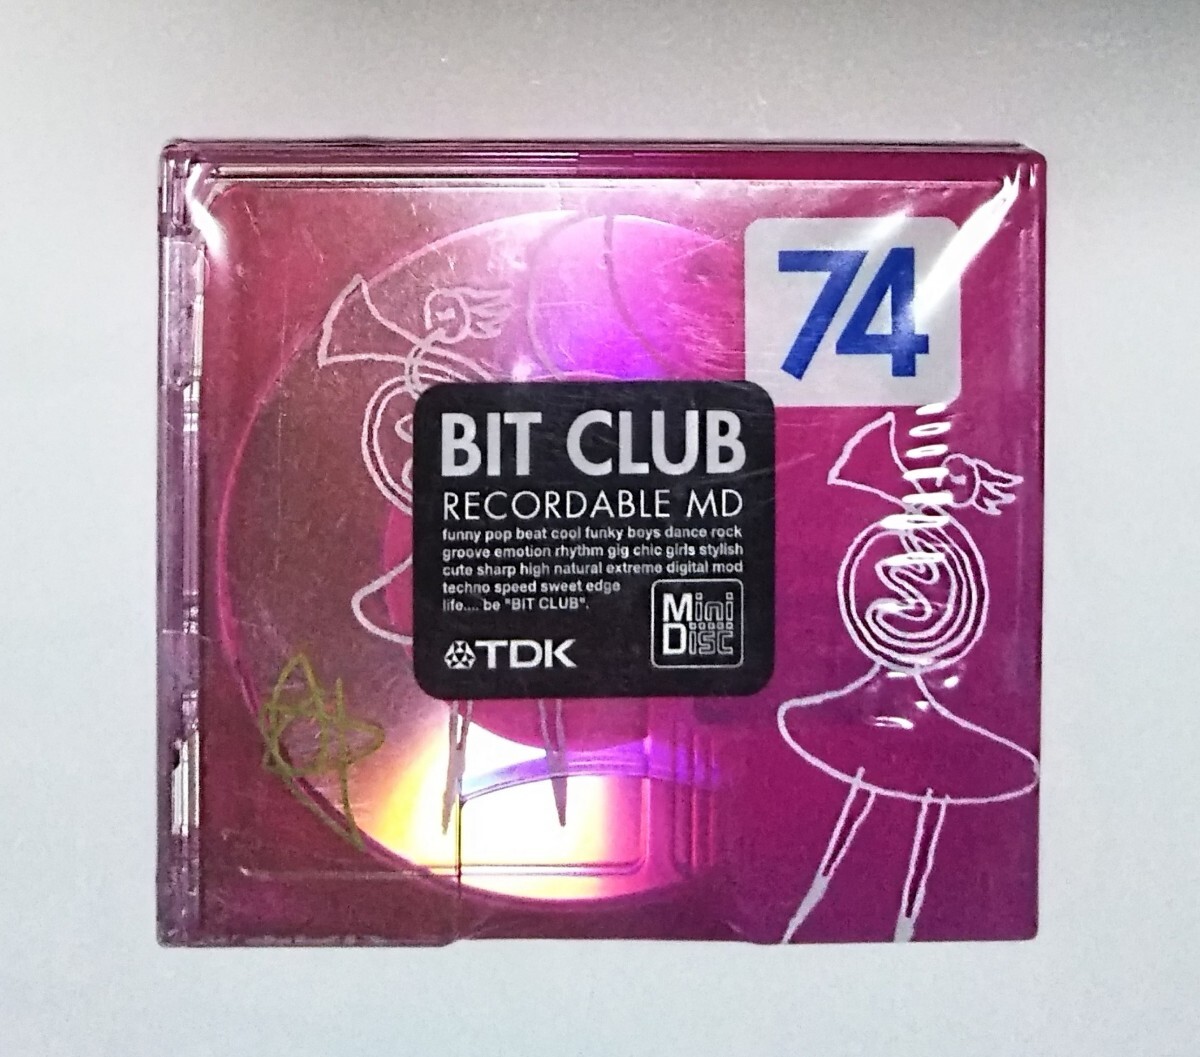 74
BIT CLUB
RECORDABLE MD
funny pop beat cool funky boys dance rock
groove emotion rhythm gig chic girls stylish
cute sharp high natural extreme digital mod
techno speed sweet edge
life.... be "BIT CLUB".
Mini
Disc
TDK